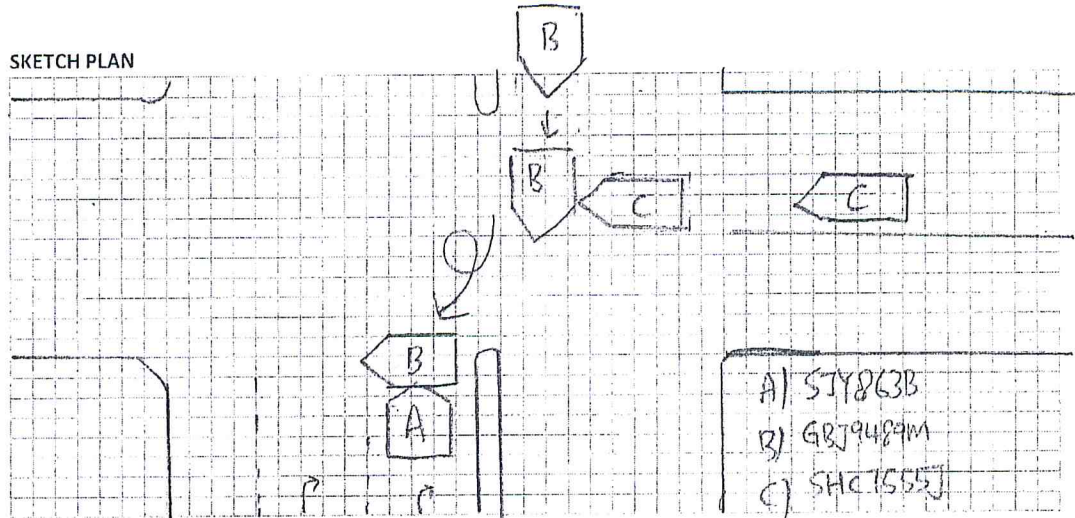 B
SKETCH PLAN
B
C
C
B
A
A) SJY863B
B) GBJ9489M
C) SHC1555J